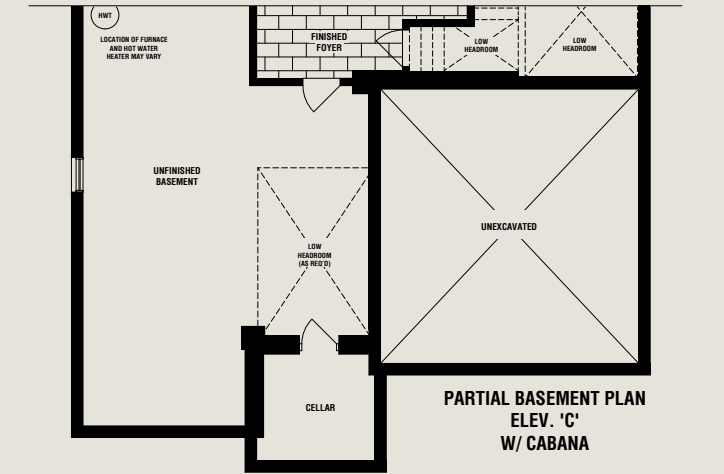 HWT
LOCATION OF FURNACE
AND HOT WATER
HEATER MAY VARY
FINISHED
FOYER
LOW
HEADROOM
LOW
HEADROOM
UNFINISHED
BASEMENT
UNEXCAVATED
LOW
HEADROOM
(AS REQ'D)
CELLAR
PARTIAL BASEMENT PLAN
ELEV. 'C'
W/ CABANA